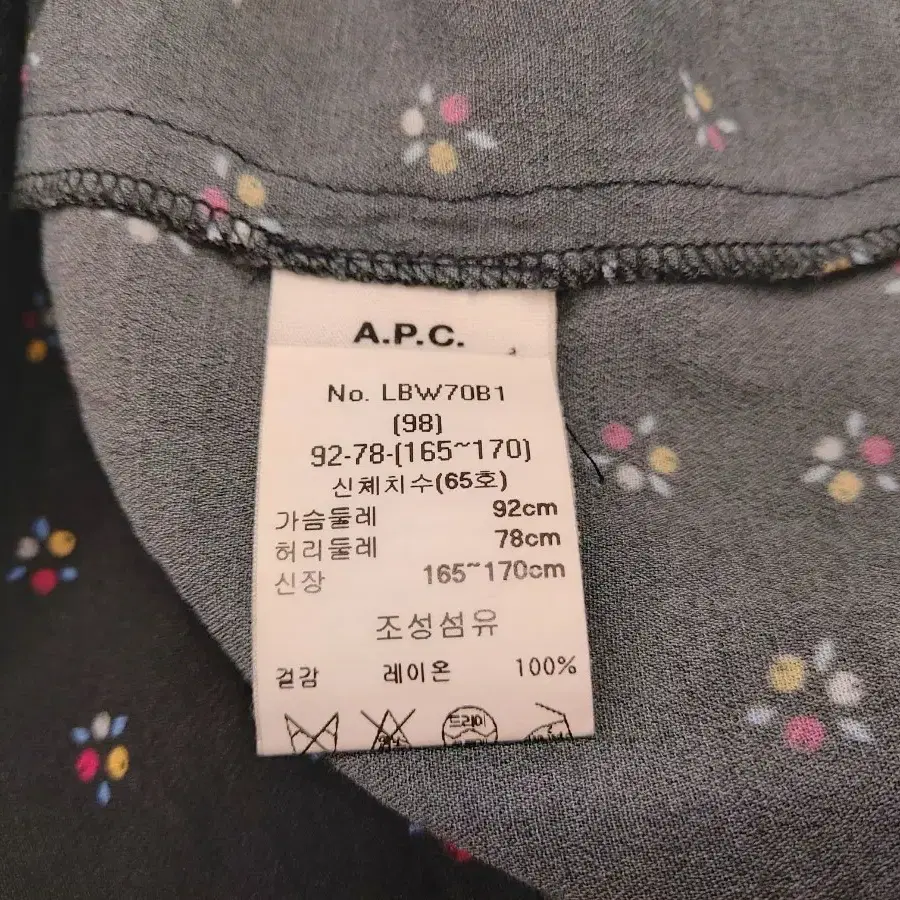 A.P.C.
No. LBW70B1
(98)
92-78-(165~170)
신체치수(65호)
가슴둘레 92cm
허리둘레 78cm
신장 165~170cm
조성섬유
겉감 레이온 100%
드라이